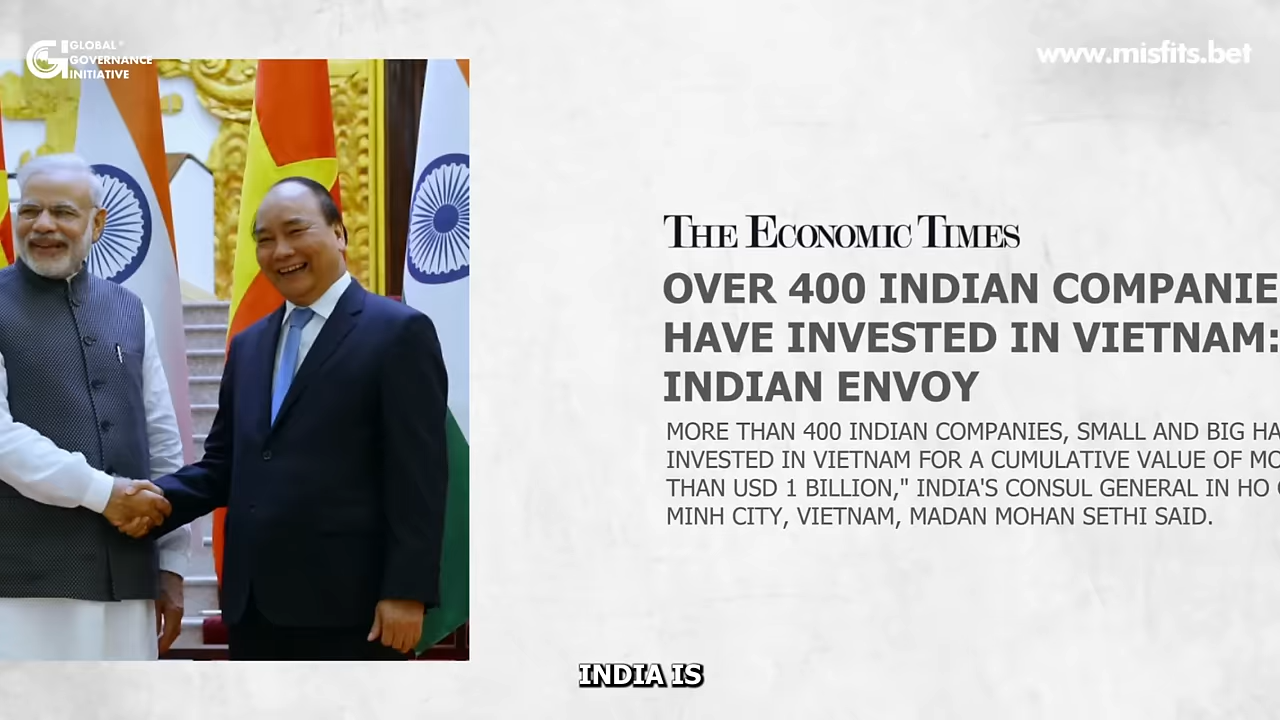 GLOBAL
GOVERNANCE
INITIATIVE
www.misfits.bet
THE ECONOMIC TIMES
OVER 400 INDIAN COMPANIE
HAVE INVESTED IN VIETNAM:
INDIAN ENVOY
MORE THAN 400 INDIAN COMPANIES, SMALL AND BIG HA
INVESTED IN VIETNAM FOR A CUMULATIVE VALUE OF MO
THAN USD 1 BILLION," INDIA'S CONSUL GENERAL IN HO
MINH CITY, VIETNAM, MADAN MOHAN SETHI SAID.
INDIA IS